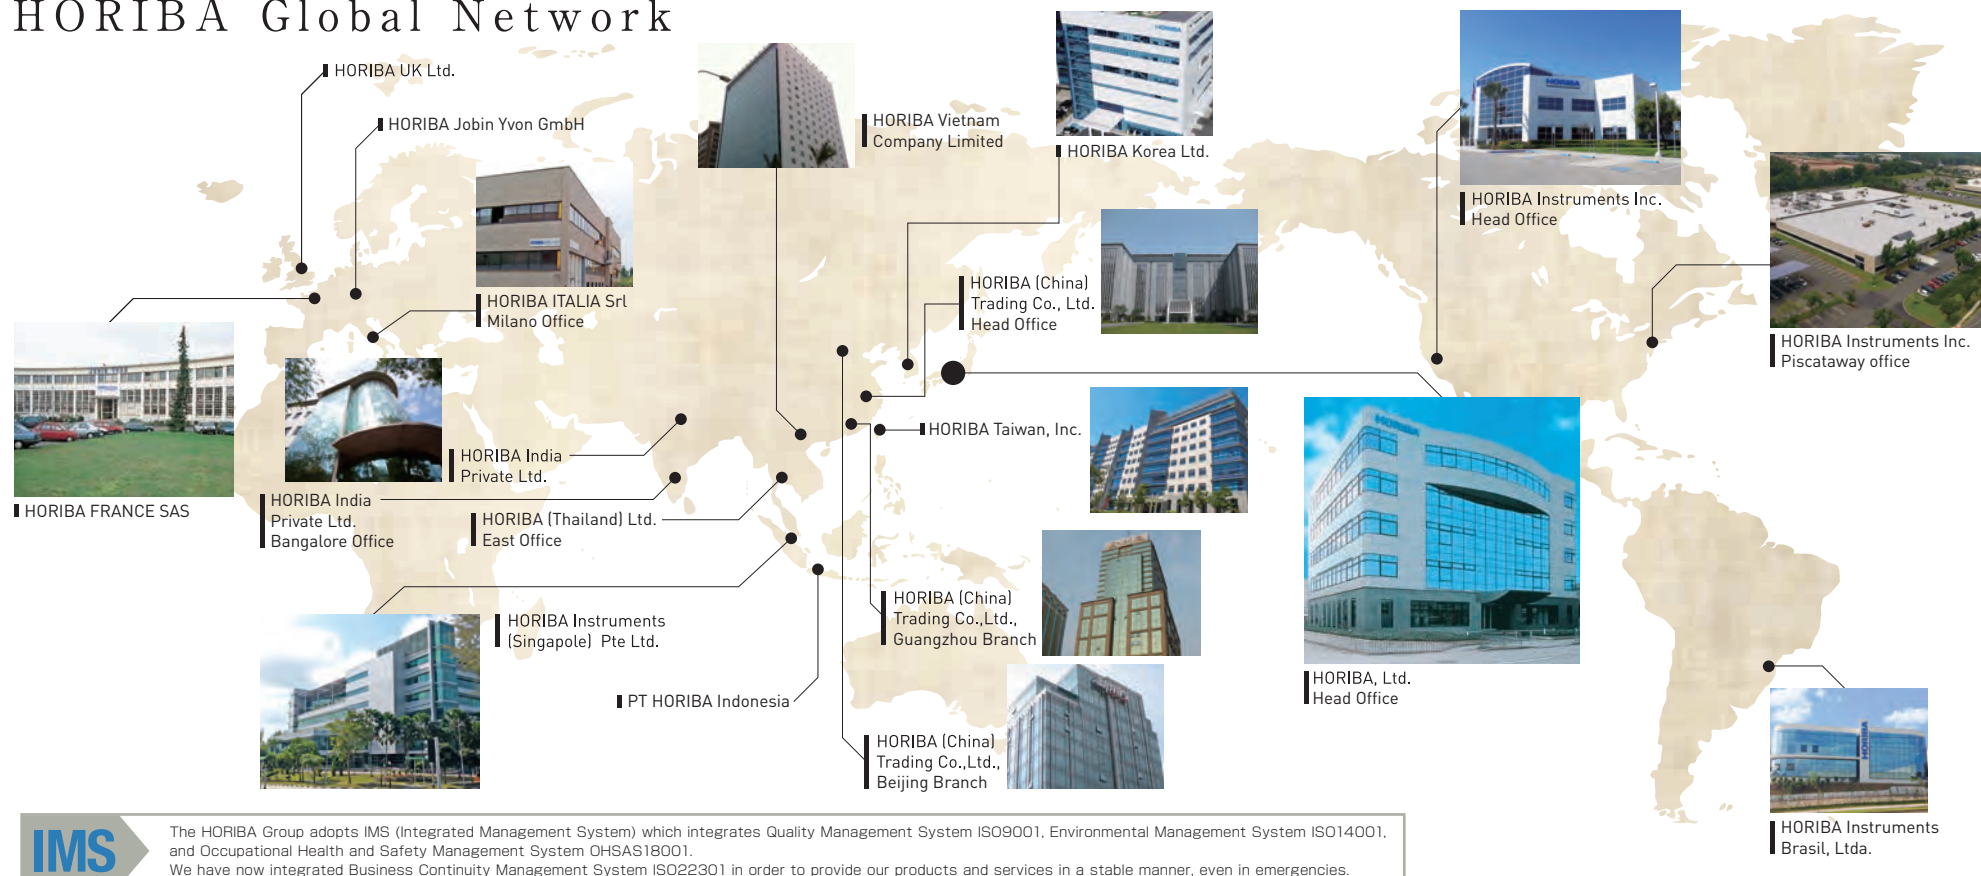 HORIBA Global Network
HORIBA UK Ltd.
HORIBA Jobin Yvon GmbH
HORIBA ITALIA Srl
Milano Office
HORIBA FRANCE SAS
HORIBA India
Private Ltd.
HORIBA India
Private Ltd.
Bangalore Office
HORIBA (Thailand) Ltd.
East Office
HORIBA Instruments
(Singapole) Pte Ltd.
PT HORIBA Indonesia
HORIBA Vietnam
Company Limited
HORIBA Korea Ltd.
HORIBA (China)
Trading Co., Ltd.
Head Office
HORIBA Taiwan, Inc.
HORIBA (China)
Trading Co.,Ltd.,
Guangzhou Branch
HORIBA (China)
Trading Co.,Ltd.,
Beijing Branch
HORIBA
HORIBA Instruments Inc.
Head Office
HORIBA Instruments Inc.
Piscataway office
HORIBA
HORIBA, Ltd.
Head Office
HORIBA
HORIBA Instruments
Brasil, Ltda.
IMS
The HORIBA Group adopts IMS (Integrated Management System) which integrates Quality Management System ISO9001, Environmental Management System ISO14001,
and Occupational Health and Safety Management System OHSAS18001.
We have now integrated Business Continuity Management System ISO22301 in order to provide our products and services in a stable manner, even in emergencies.